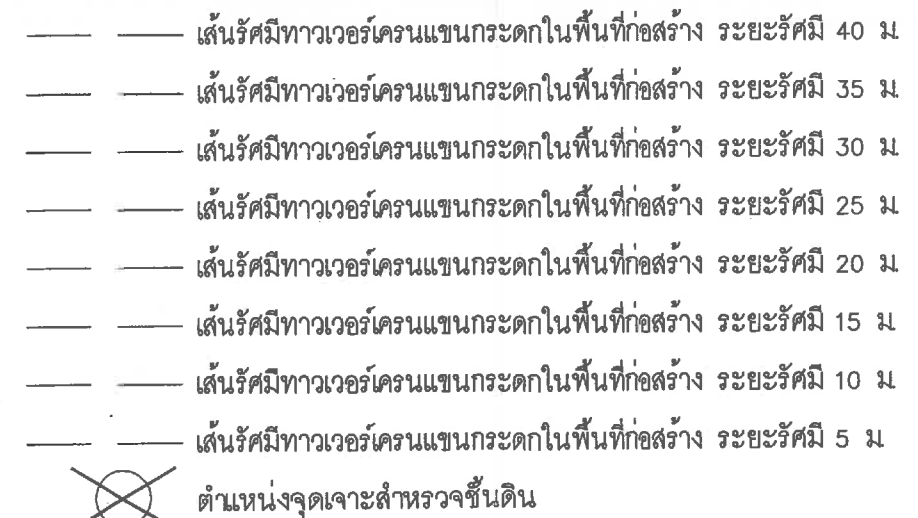 เส้นรัศมีทาวเวอร์เครนแขนกระดกในพื้นที่ก่อสร้าง ระยะรัศมี 40 ม.
เส้นรัศมีทาวเวอร์เครนแขนกระดกในพื้นที่ก่อสร้าง ระยะรัศมี 35 ม.
เส้นรัศมีทาวเวอร์เครนแขนกระดกในพื้นที่ก่อสร้าง ระยะรัศมี 30 ม.
เส้นรัศมีทาวเวอร์เครนแขนกระดกในพื้นที่ก่อสร้าง ระยะรัศมี 25 ม.
เส้นรัศมีทาวเวอร์เครนแขนกระดกในพื้นที่ก่อสร้าง ระยะรัศมี 20 ม.
เส้นรัศมีทาวเวอร์เครนแขนกระดกในพื้นที่ก่อสร้าง ระยะรัศมี 15 ม.
เส้นรัศมีทาวเวอร์เครนแขนกระดกในพื้นที่ก่อสร้าง ระยะรัศมี 10 ม.
เส้นรัศมีทาวเวอร์เครนแขนกระดกในพื้นที่ก่อสร้าง ระยะรัศมี 5 ม.
ตำแหน่งจุดเจาะสำหรวจชั้นดิน